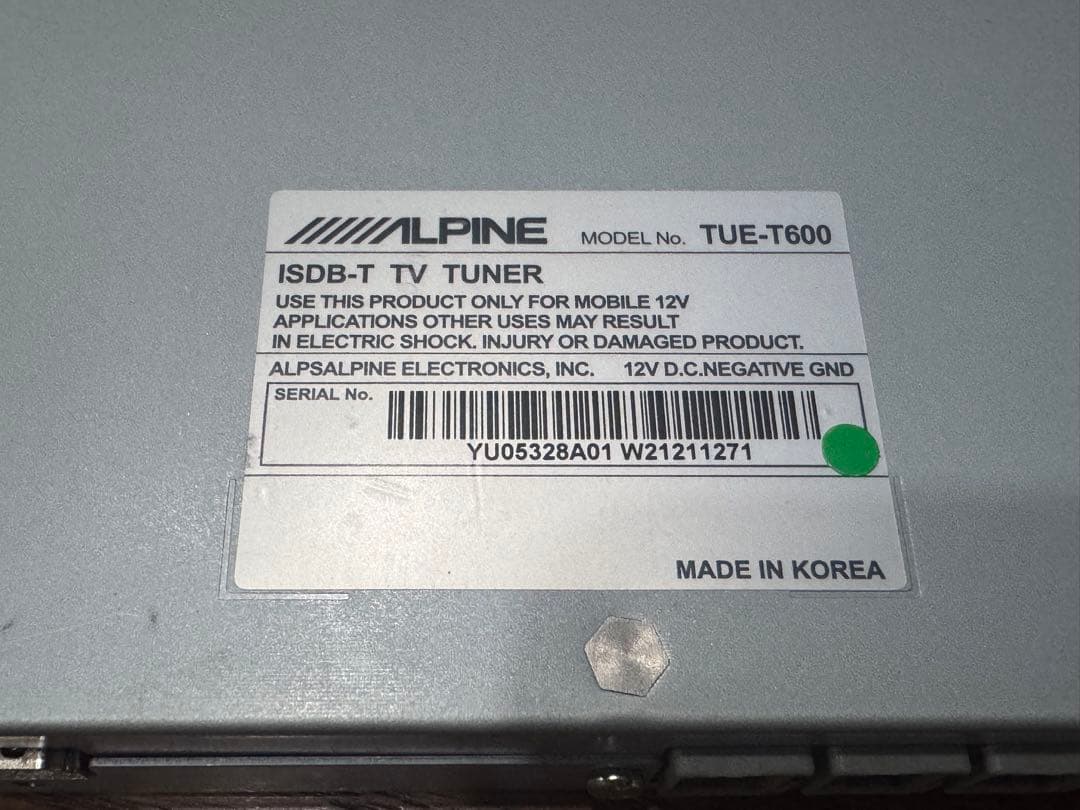 ALPINE MODEL No. TUE-T600
ISDB-T TV TUNER
USE THIS PRODUCT ONLY FOR MOBILE 12V
APPLICATIONS OTHER USES MAY RESULT
IN ELECTRIC SHOCK. INJURY OR DAMAGED PRODUCT.
ALPSALPINE ELECTRONICS, INC. 12V D.C.NEGATIVE GND
SERIAL No.
YU05328A01 W21211271
MADE IN KOREA